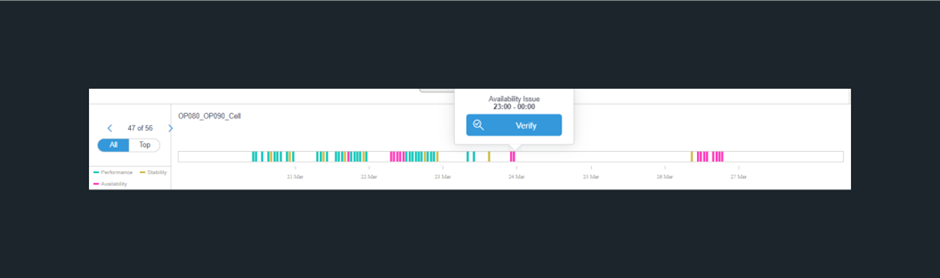 Availability Issue
23:00 - 00:00
Verify
OP080_OP090_Cell
47 of 56
All Top
Performance Stability
Availability
21 Mar 22 Mar 23 Mar 24 Mar 25 Mar 26 Mar 27 Mar